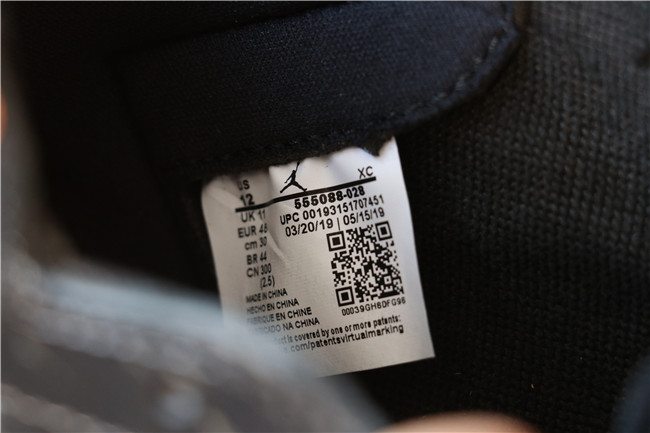 US
12
XC
555088-028
UK 11
UPC 00193151707451
EUR 46
03/20/19 | 05/15/19
cm 30
BR 44
CN 300
(2.5)
MADE IN CHINA
HECHO EN CHINA
FABRIQUE EN CHINE
CADO NA CHINA
00039GH6DFG96
is covered by one or more patents:
.com/patentsvirtualmarking